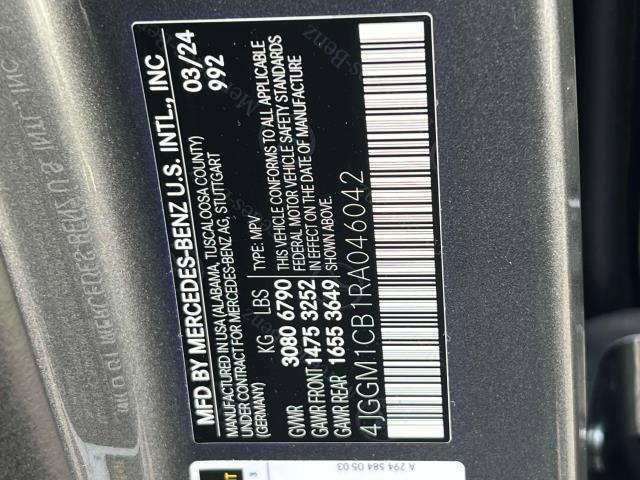 MFD BY MERCEDES-BENZ U.S. INTL., INC
MANUFACTURED IN USA (ALABAMA, TUSCALOOSA COUNTY)
UNDER CONTRACT FOR MERCEDES-BENZ AG, STUTTGART
(GERMANY)
03/24
992
TYPE: MPV
KG LBS
GVWR 3080 6790
GAWR FRONT 1475 3252
GAWR REAR 1655 3649
THIS VEHICLE CONFORMS TO ALL APPLICABLE
FEDERAL MOTOR VEHICLE SAFETY STANDARDS
IN EFFECT ON THE DATE OF MANUFACTURE
SHOWN ABOVE.
4JGGM1CB1RA046042
A 294 584 05 03
3